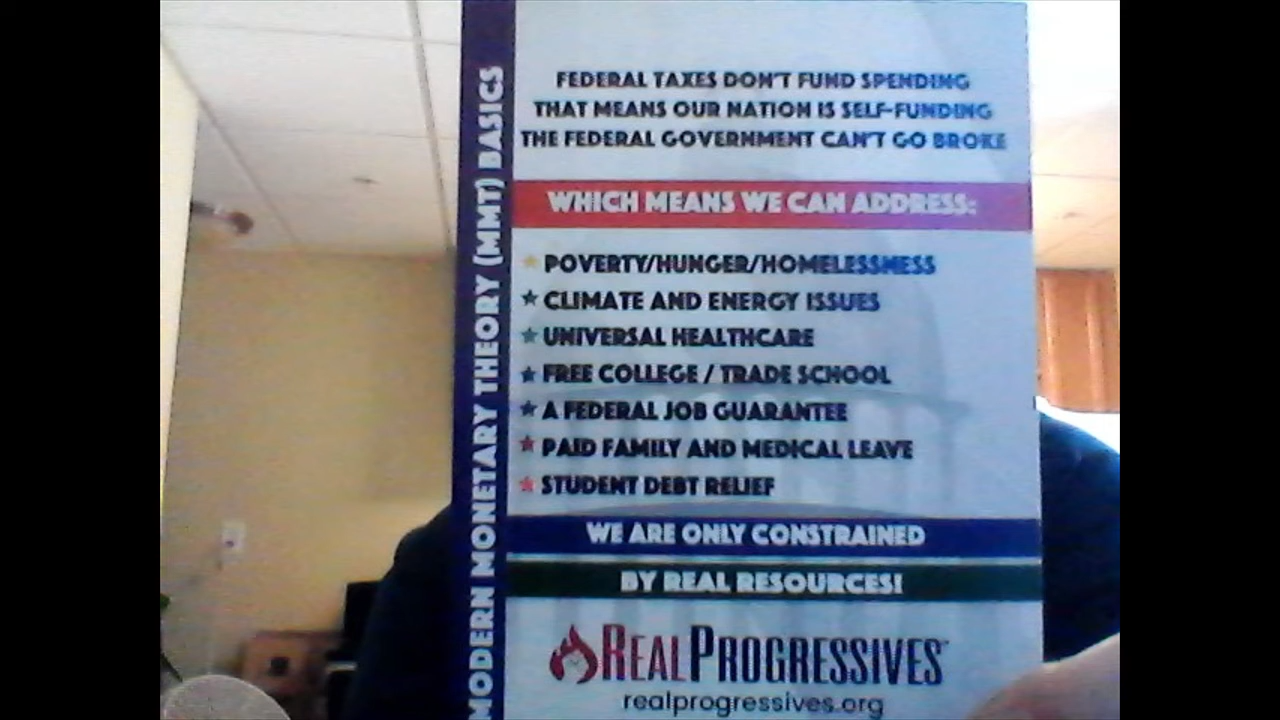 MODERN MONETARY THEORY (MMT) BASICS
FEDERAL TAXES DON'T FUND SPENDING
THAT MEANS OUR NATION IS SELF-FUNDING
THE FEDERAL GOVERNMENT CAN'T GO BROKE
WHICH MEANS WE CAN ADDRESS:
POVERTY/HUNGER/HOMELESSNESS
CLIMATE AND ENERGY ISSUES
UNIVERSAL HEALTHCARE
FREE COLLEGE / TRADE SCHOOL
A FEDERAL JOB GUARANTEE
PAID FAMILY AND MEDICAL LEAVE
STUDENT DEBT RELIEF
WE ARE ONLY CONSTRAINED
BY REAL RESOURCES!
REALPROGRESSIVES™
realprogressives.org